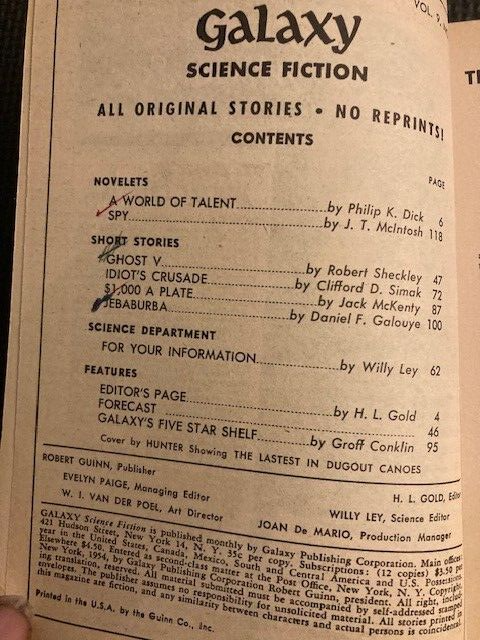 VOL. 9,
Galaxy
SCIENCE FICTION
ALL ORIGINAL STORIES • NO REPRINTS!
CONTENTS
PAGE
NOVELETS
A WORLD OF TALENT by Philip K. Dick 6
SPY by J. T. McIntosh 118
SHORT STORIES
GHOST V by Robert Sheckley 47
IDIOT'S CRUSADE by Clifford D. Simak 72
$1,000 A PLATE by Jack McKenty 87
JEBABURBA by Daniel F. Galouye 100
SCIENCE DEPARTMENT
FOR YOUR INFORMATION by Willy Ley 62
FEATURES
EDITOR'S PAGE by H. L. Gold 4
FORECAST 46
GALAXY'S FIVE STAR SHELF by Groff Conklin 95
Cover by HUNTER Showing THE LASTEST IN DUGOUT CANOES
ROBERT GUINN, Publisher H. L. GOLD, Editor
EVELYN PAIGE, Managing Editor WILLY LEY, Science Editor
W. I. VAN DER POEL, Art Director JOAN De MARIO, Production Manager
GALAXY Science Fiction is published monthly by Galaxy Publishing Corporation. Main offices:
421 Hudson Street, New York 14, N. Y. 35c per copy. Subscriptions: (12 copies) $3.50 per
year in the United States, Canada, Mexico, South and Central America and U.S. Possessions.
Elsewhere $4.50. Entered as second-class matter at the Post Office, New York, N. Y. Copyright,
New York, 1954, by Galaxy Publishing Corporation, Robert Guinn, president. All rights, includ-
ing translation, reserved. All material submitted must be accompanied by self-addressed stamped
envelopes. The publisher assumes no responsibility for unsolicited material. All stories printed in
this magazine are fiction, and any similarity between characters and actual persons is coincidental.
Printed in the U.S.A. by the Guinn Co., Inc.